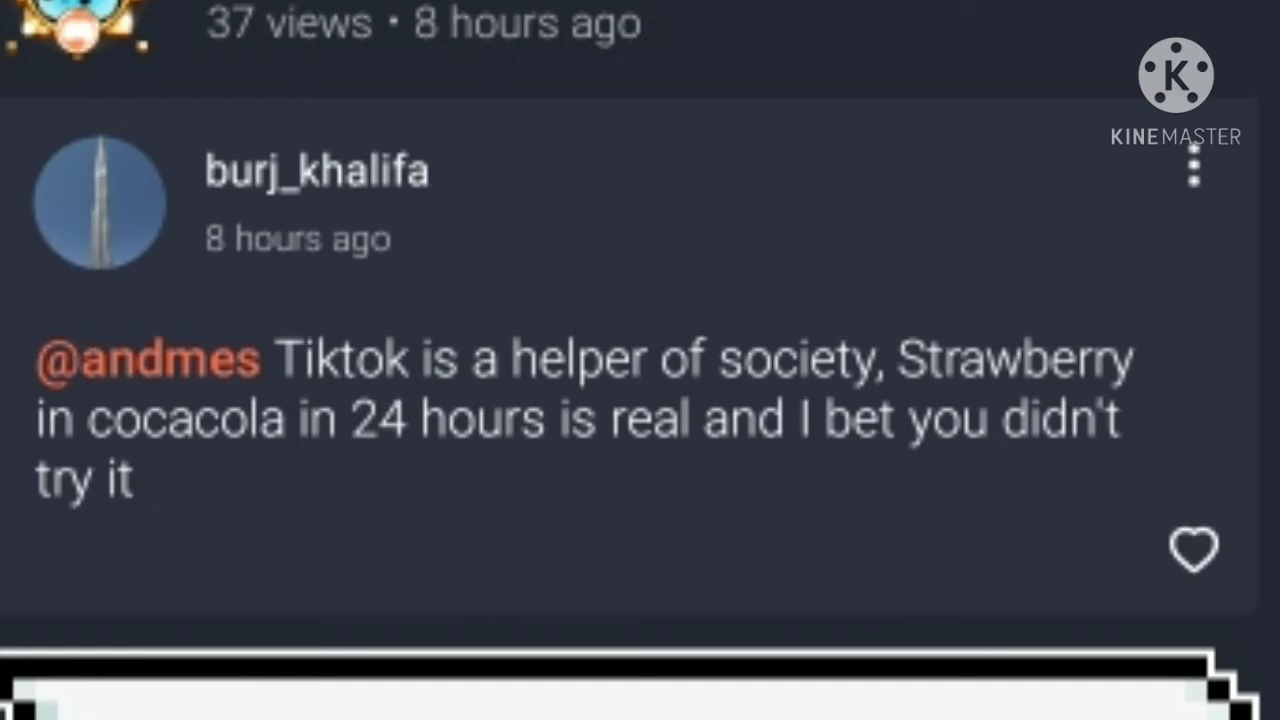 37 views • 8 hours ago
K
KINEMASTER
burj_khalifa
8 hours ago
@andmes Tiktok is a helper of society, Strawberry
in cocacola in 24 hours is real and I bet you didn't
try it